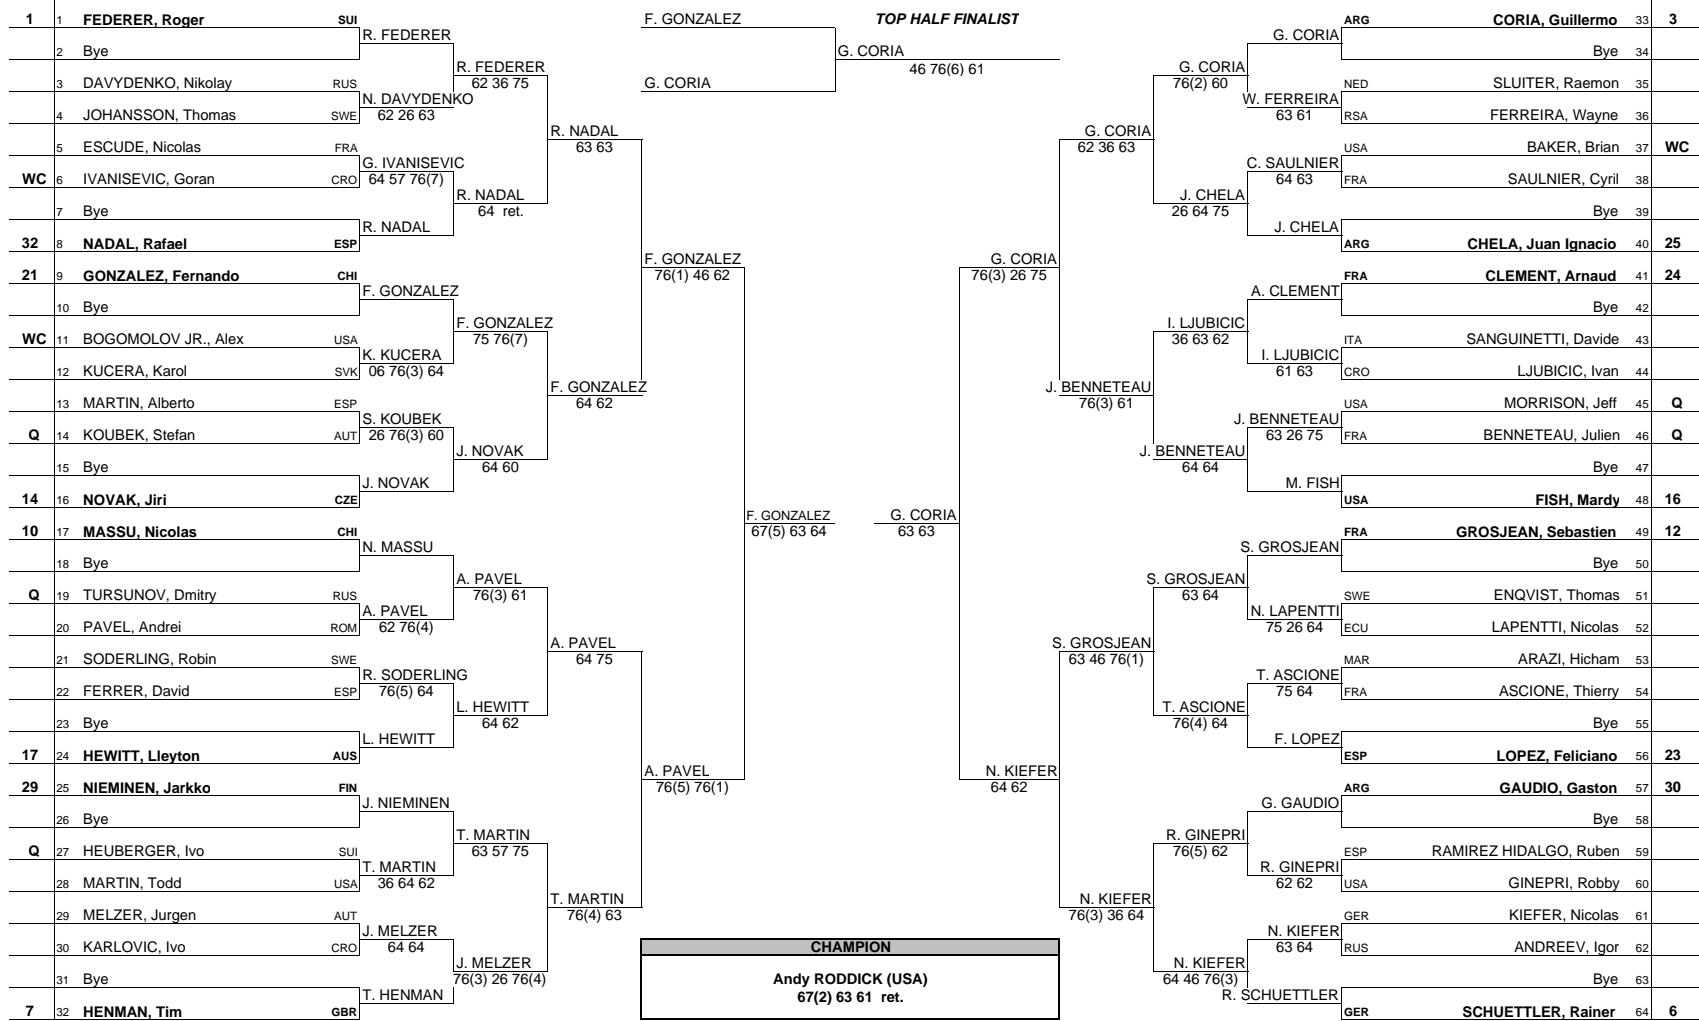 1 1 FEDERER, Roger SUI F. GONZALEZ TOP HALF FINALIST ARG CORIA, Guillermo 33 3
R. FEDERER G. CORIA
2 Bye G. CORIA Bye 34
R. FEDERER 46 76(6) 61 G. CORIA
3 DAVYDENKO, Nikolay RUS 62 36 75 G. CORIA 76(2) 60 NED SLUITER, Raemon 35
N. DAVYDENKO W. FERREIRA
4 JOHANSSON, Thomas SWE 62 26 63 63 61 RSA FERREIRA, Wayne 36
R. NADAL G. CORIA
5 ESCUDE, Nicolas FRA 63 63 62 36 63 USA BAKER, Brian 37 WC
G. IVANISEVIC C. SAULNIER
WC 6 IVANISEVIC, Goran CRO 64 57 76(7) 64 63 FRA SAULNIER, Cyril 38
R. NADAL J. CHELA
7 Bye 64 ret. 26 64 75 Bye 39
R. NADAL J. CHELA
32 8 NADAL, Rafael ESP ARG CHELA, Juan Ignacio 40 25
F. GONZALEZ G. CORIA
21 9 GONZALEZ, Fernando CHI 76(1) 46 62 76(3) 26 75 FRA CLEMENT, Arnaud 41 24
F. GONZALEZ A. CLEMENT
10 Bye Bye 42
F. GONZALEZ I. LJUBICIC
WC 11 BOGOMOLOV JR., Alex USA 75 76(7) 36 63 62 ITA SANGUINETTI, Davide 43
K. KUCERA I. LJUBICIC
12 KUCERA, Karol SVK 06 76(3) 64 61 63 CRO LJUBICIC, Ivan 44
F. GONZALEZ J. BENNETEAU
13 MARTIN, Alberto ESP 64 62 76(3) 61 USA MORRISON, Jeff 45 Q
S. KOUBEK J. BENNETEAU
Q 14 KOUBEK, Stefan AUT 26 76(3) 60 63 26 75 FRA BENNETEAU, Julien 46 Q
J. NOVAK J. BENNETEAU
15 Bye 64 60 64 64 Bye 47
J. NOVAK M. FISH
14 16 NOVAK, Jiri CZE USA FISH, Mardy 48 16
F. GONZALEZ G. CORIA
10 17 MASSU, Nicolas CHI 67(5) 63 64 63 63 FRA GROSJEAN, Sebastien 49 12
N. MASSU S. GROSJEAN
18 Bye Bye 50
A. PAVEL S. GROSJEAN
Q 19 TURSUNOV, Dmitry RUS 76(3) 61 63 64 SWE ENQVIST, Thomas 51
A. PAVEL N. LAPENTTI
20 PAVEL, Andrei ROM 62 76(4) 75 26 64 ECU LAPENTTI, Nicolas 52
A. PAVEL S. GROSJEAN
21 SODERLING, Robin SWE 64 75 63 46 76(1) MAR ARAZI, Hicham 53
R. SODERLING T. ASCIONE
22 FERRER, David ESP 76(5) 64 75 64 FRA ASCIONE, Thierry 54
L. HEWITT T. ASCIONE
23 Bye 64 62 76(4) 64 Bye 55
L. HEWITT F. LOPEZ
17 24 HEWITT, Lleyton AUS ESP LOPEZ, Feliciano 56 23
A. PAVEL N. KIEFER
29 25 NIEMINEN, Jarkko FIN 76(5) 76(1) 64 62 ARG GAUDIO, Gaston 57 30
J. NIEMINEN G. GAUDIO
26 Bye Bye 58
T. MARTIN R. GINEPRI
Q 27 HEUBERGER, Ivo SUI 63 57 75 76(5) 62 ESP RAMIREZ HIDALGO, Ruben 59
T. MARTIN R. GINEPRI
28 MARTIN, Todd USA 36 64 62 62 62 USA GINEPRI, Robby 60
T. MARTIN N. KIEFER
29 MELZER, Jurgen AUT 76(4) 63 76(3) 36 64 GER KIEFER, Nicolas 61
J. MELZER N. KIEFER
30 KARLOVIC, Ivo CRO 64 64 CHAMPION 63 64 RUS ANDREEV, Igor 62
J. MELZER N. KIEFER
31 Bye 76(3) 26 76(4) Andy RODDICK (USA) 64 46 76(3) Bye 63
T. HENMAN 67(2) 63 61 ret. R. SCHUETTLER
7 32 HENMAN, Tim GBR GER SCHUETTLER, Rainer 64 6